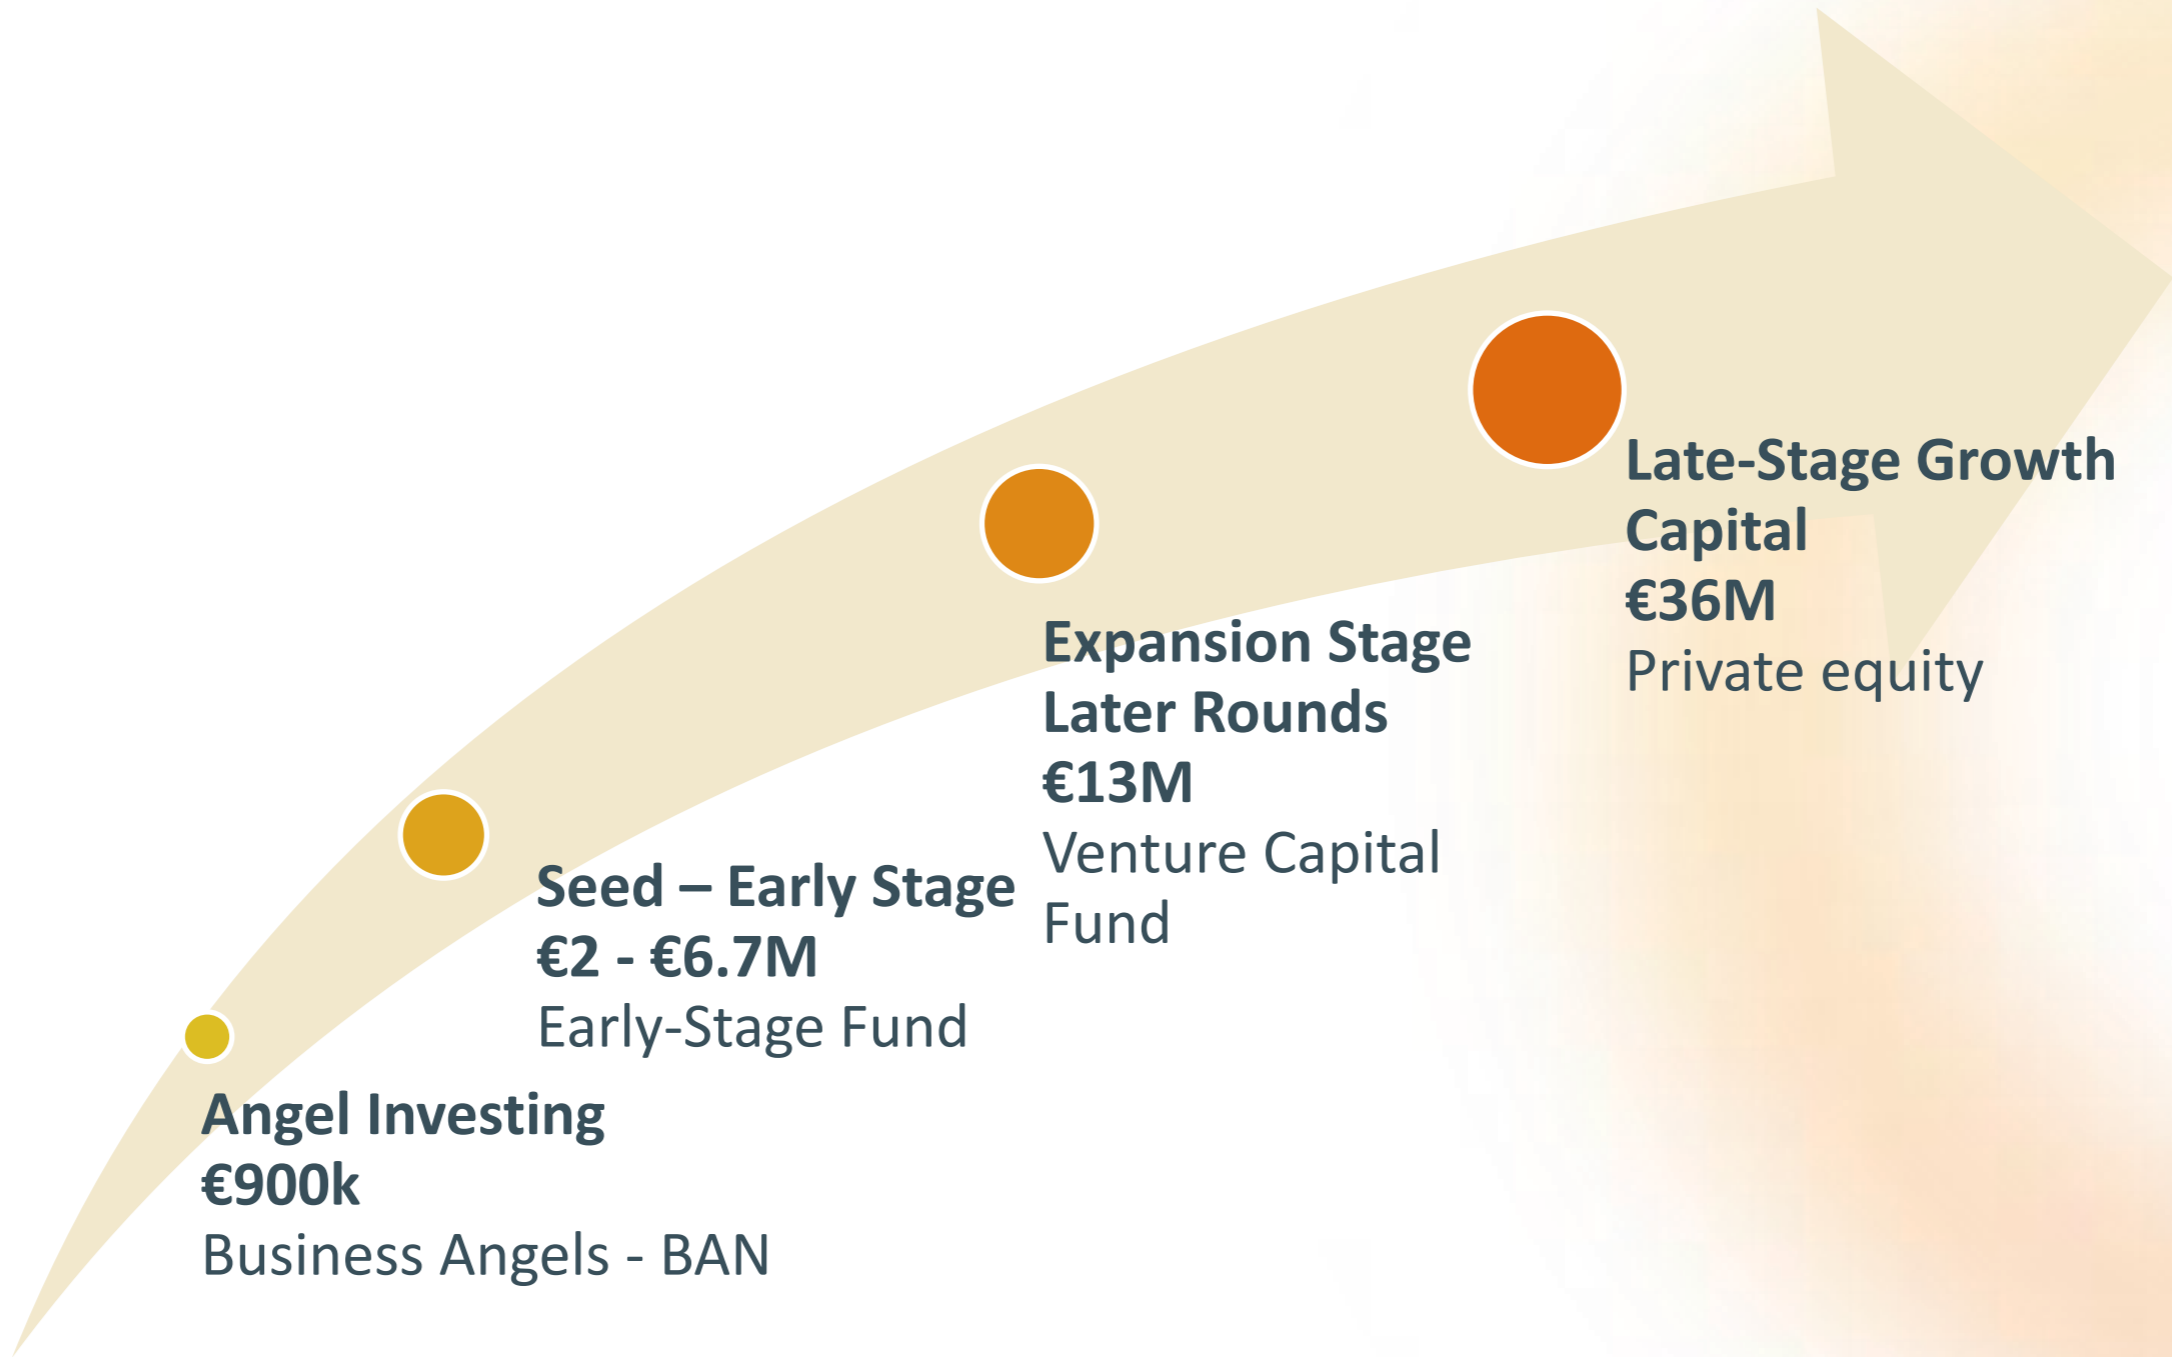 Angel Investing
€900k
Business Angels - BAN
Seed – Early Stage
€2 - €6.7M
Early-Stage Fund
Expansion Stage
Later Rounds
€13M
Venture Capital
Fund
Late-Stage Growth
Capital
€36M
Private equity